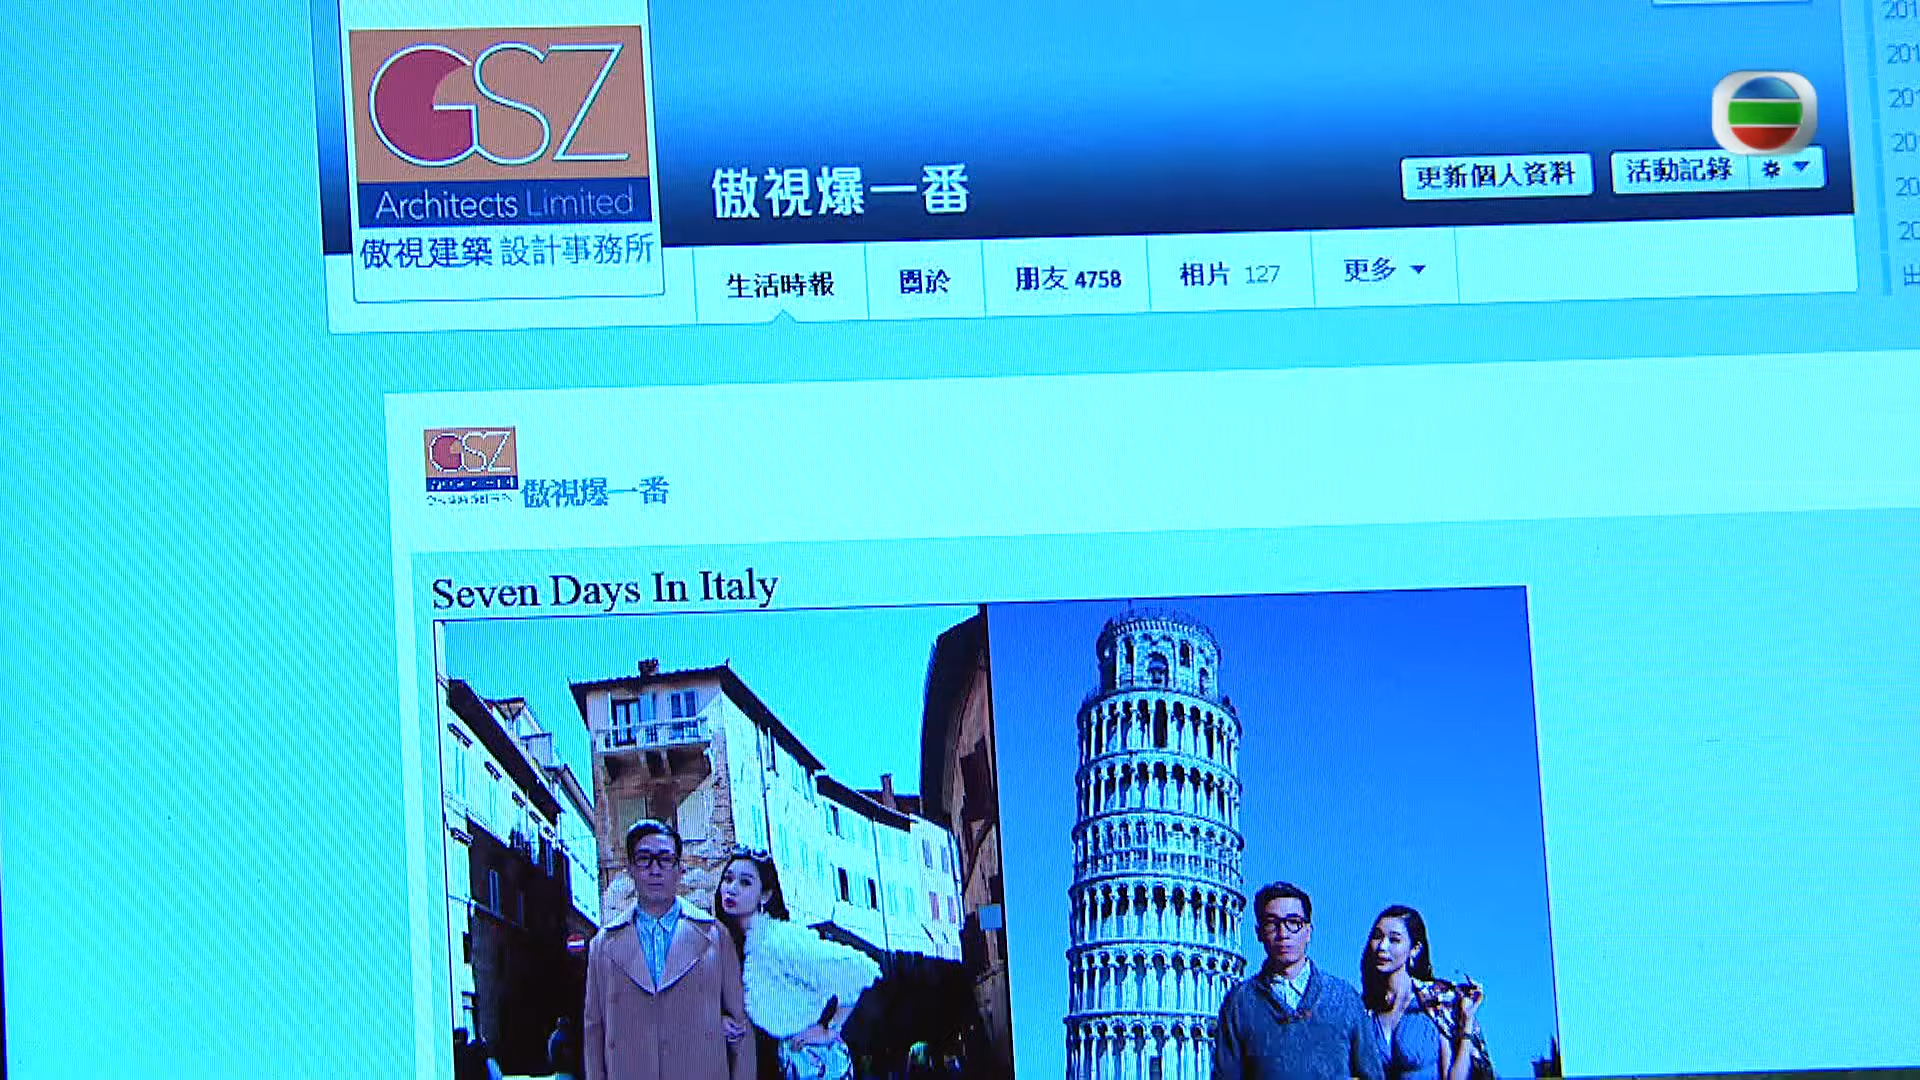 GSZ
Architects Limited
傲視建築設計事務所
傲視爆一番
更新個人資料
活動記錄
生活時報
關於
朋友 4758
相片 127
更多
GSZ
傲視爆一番
Seven Days In Italy